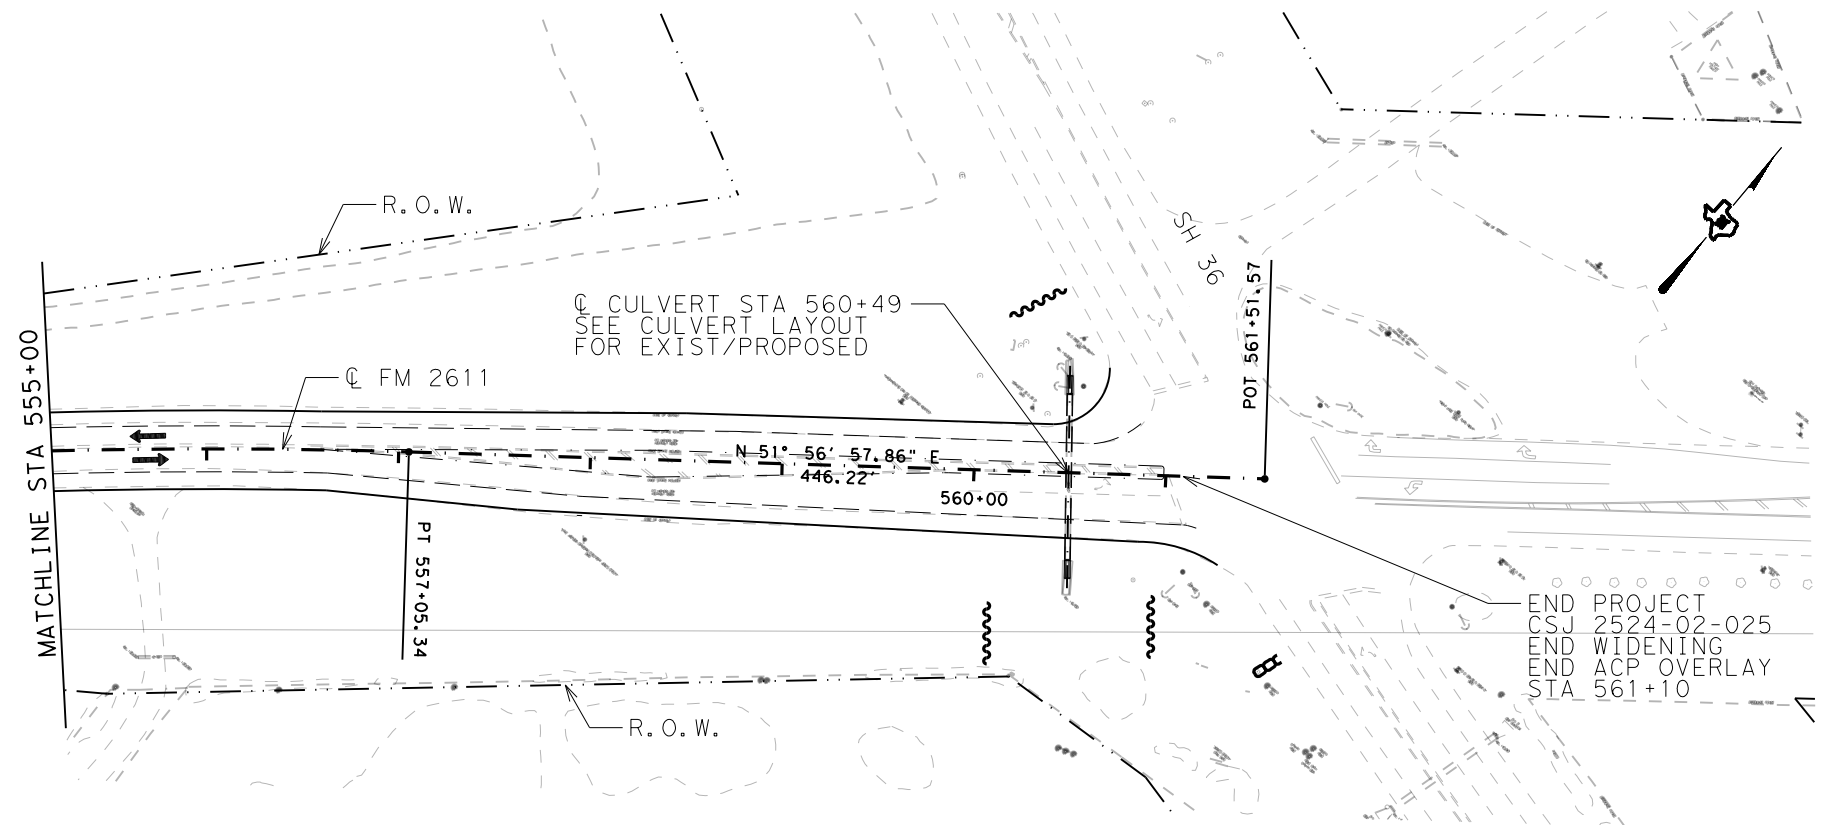 R.O.W.
SH 36
POT 561+51.57
℄ CULVERT STA 560+49
SEE CULVERT LAYOUT
FOR EXIST/PROPOSED
MATCHLINE STA 555+00
℄ FM 2611
N 51° 56' 57.86" E
446.22'
560+00
PT 557+05.34
END PROJECT
CSJ 2524-02-025
END WIDENING
END ACP OVERLAY
STA 561+10
R.O.W.